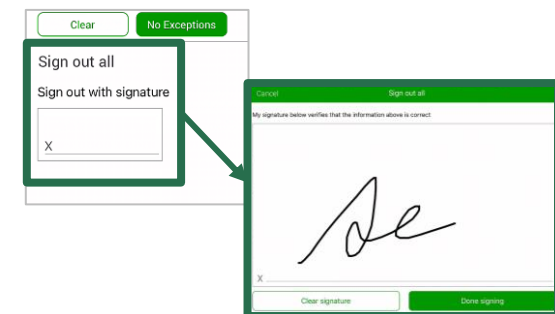 Clear No Exceptions
Sign out all
Sign out with signature
X
Cancel Sign out all
My signature below verifies that the information above is correct
X
Clear signature Done signing